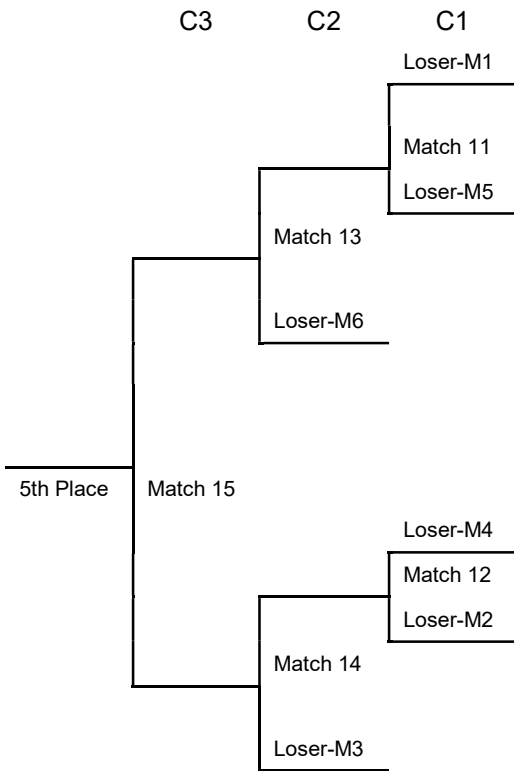 C3 C2 C1
Loser-M1
Match 11
Loser-M5
Match 13
Loser-M6
5th Place Match 15
Loser-M4
Match 12
Loser-M2
Match 14
Loser-M3